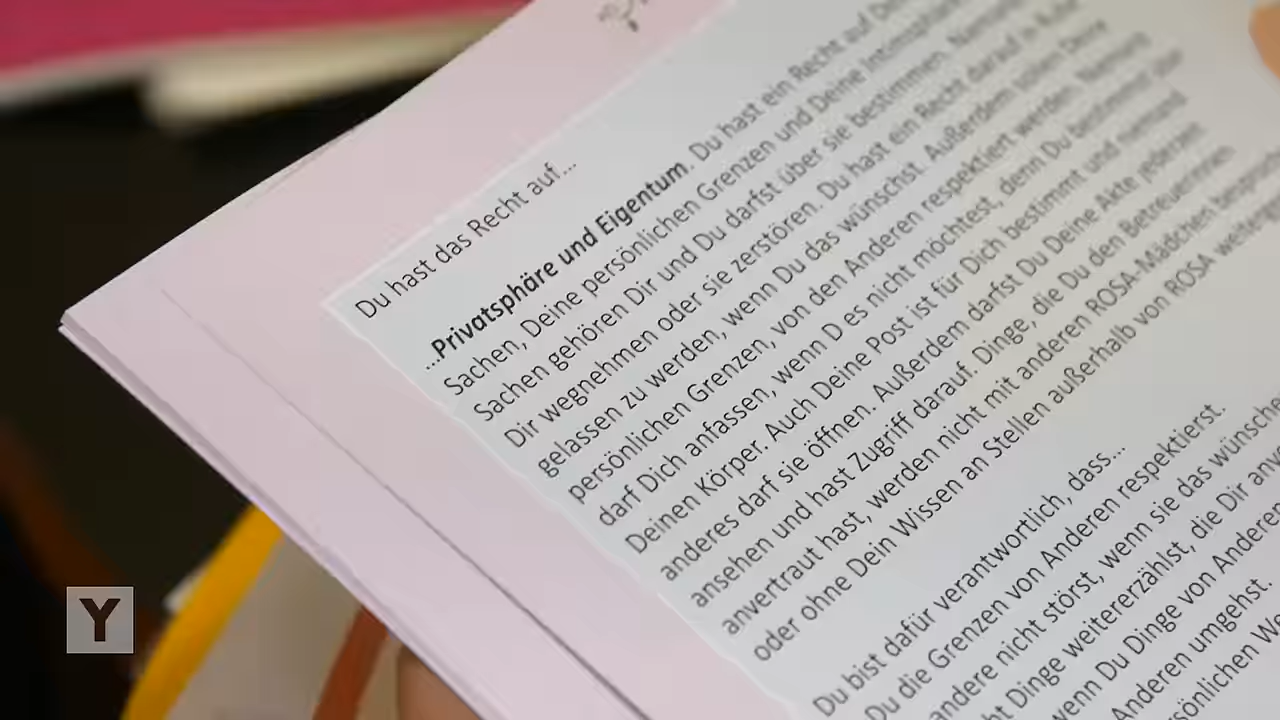 Du hast das Recht auf...
...Privatsphäre und Eigentum. Du hast ein Recht auf
Sachen, Deine persönlichen Grenzen und Deine Intimsphäre
Sachen gehören Dir und Du darfst über sie bestimmen. Niemand
Dir wegnehmen oder sie zerstören. Du hast ein Recht darauf in Ruhe
gelassen zu werden, wenn Du das wünschst. Außerdem sollen Deine
persönlichen Grenzen, von den Anderen respektiert werden. Niemand
darf Dich anfassen, wenn D es nicht möchtest, denn Du bestimmst über
Deinen Körper. Auch Deine Post ist für Dich bestimmt und niemand
anderes darf sie öffnen. Außerdem darfst Du Deine Akte jederzeit
ansehen und hast Zugriff darauf. Dinge, die Du den Betreuerinnen
anvertraut hast, werden nicht mit anderen ROSA-Mädchen besprochen
oder ohne Dein Wissen an Stellen außerhalb von ROSA
Du bist dafür verantwortlich, dass...
Du die Grenzen von Anderen respektierst.
andere nicht störst, wenn sie das
ht Dinge weitererzählst, die Dir
wenn Du Dinge von Anderen
Anderen umgehst.
sönlichen
Y